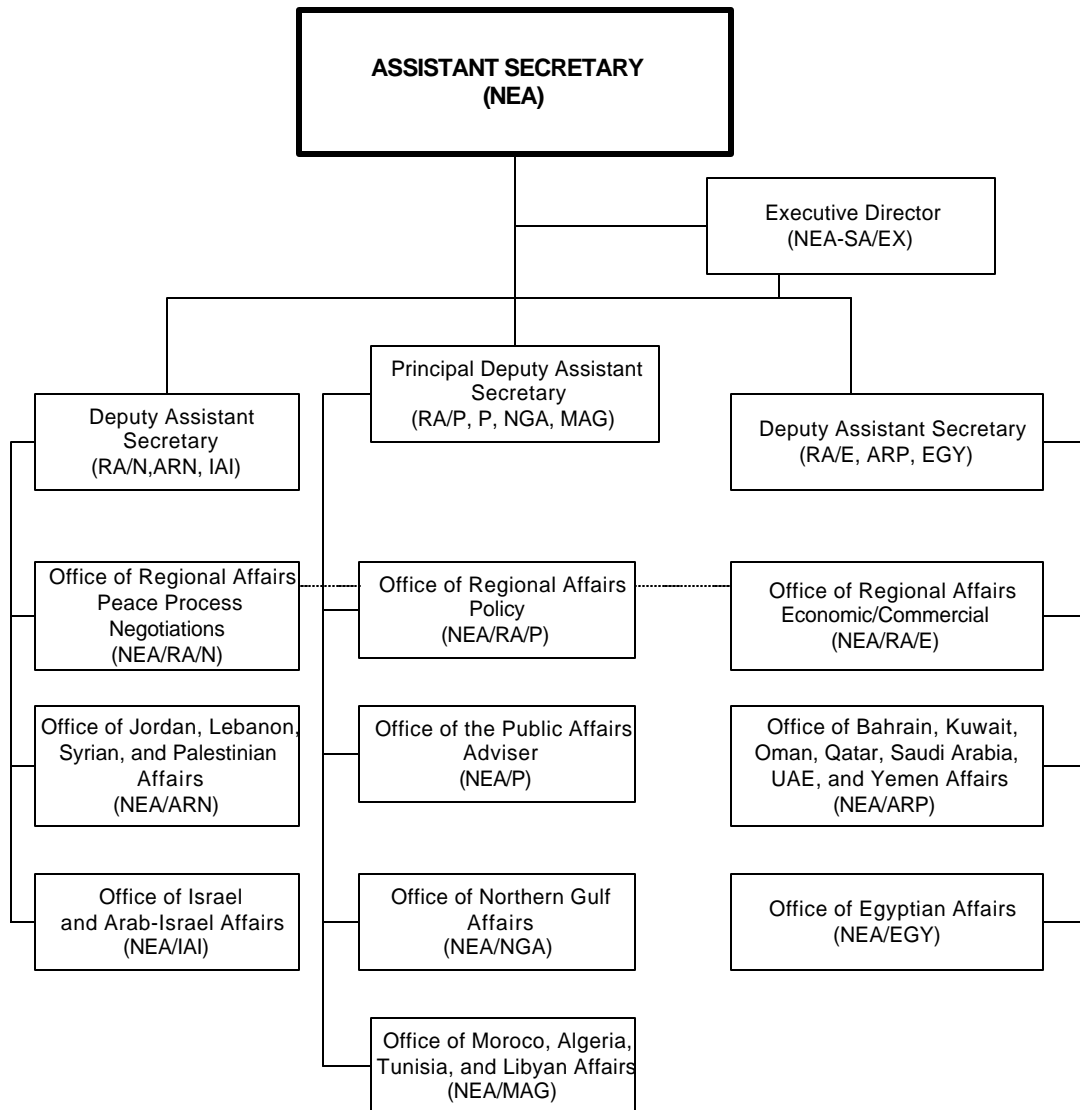 ASSISTANT SECRETARY
(NEA)
Executive Director
(NEA-SA/EX)
Deputy Assistant
Secretary
(RA/N,ARN, IAI)
Principal Deputy Assistant
Secretary
(RA/P, P, NGA, MAG)
Deputy Assistant Secretary
(RA/E, ARP, EGY)
Office of Regional Affairs
Peace Process
Negotiations
(NEA/RA/N)
Office of Regional Affairs
Policy
(NEA/RA/P)
Office of Regional Affairs
Economic/Commercial
(NEA/RA/E)
Office of Jordan, Lebanon,
Syrian, and Palestinian
Affairs
(NEA/ARN)
Office of the Public Affairs
Adviser
(NEA/P)
Office of Bahrain, Kuwait,
Oman, Qatar, Saudi Arabia,
UAE, and Yemen Affairs
(NEA/ARP)
Office of Israel
and Arab-Israel Affairs
(NEA/IAI)
Office of Northern Gulf
Affairs
(NEA/NGA)
Office of Egyptian Affairs
(NEA/EGY)
Office of Moroco, Algeria,
Tunisia, and Libyan Affairs
(NEA/MAG)